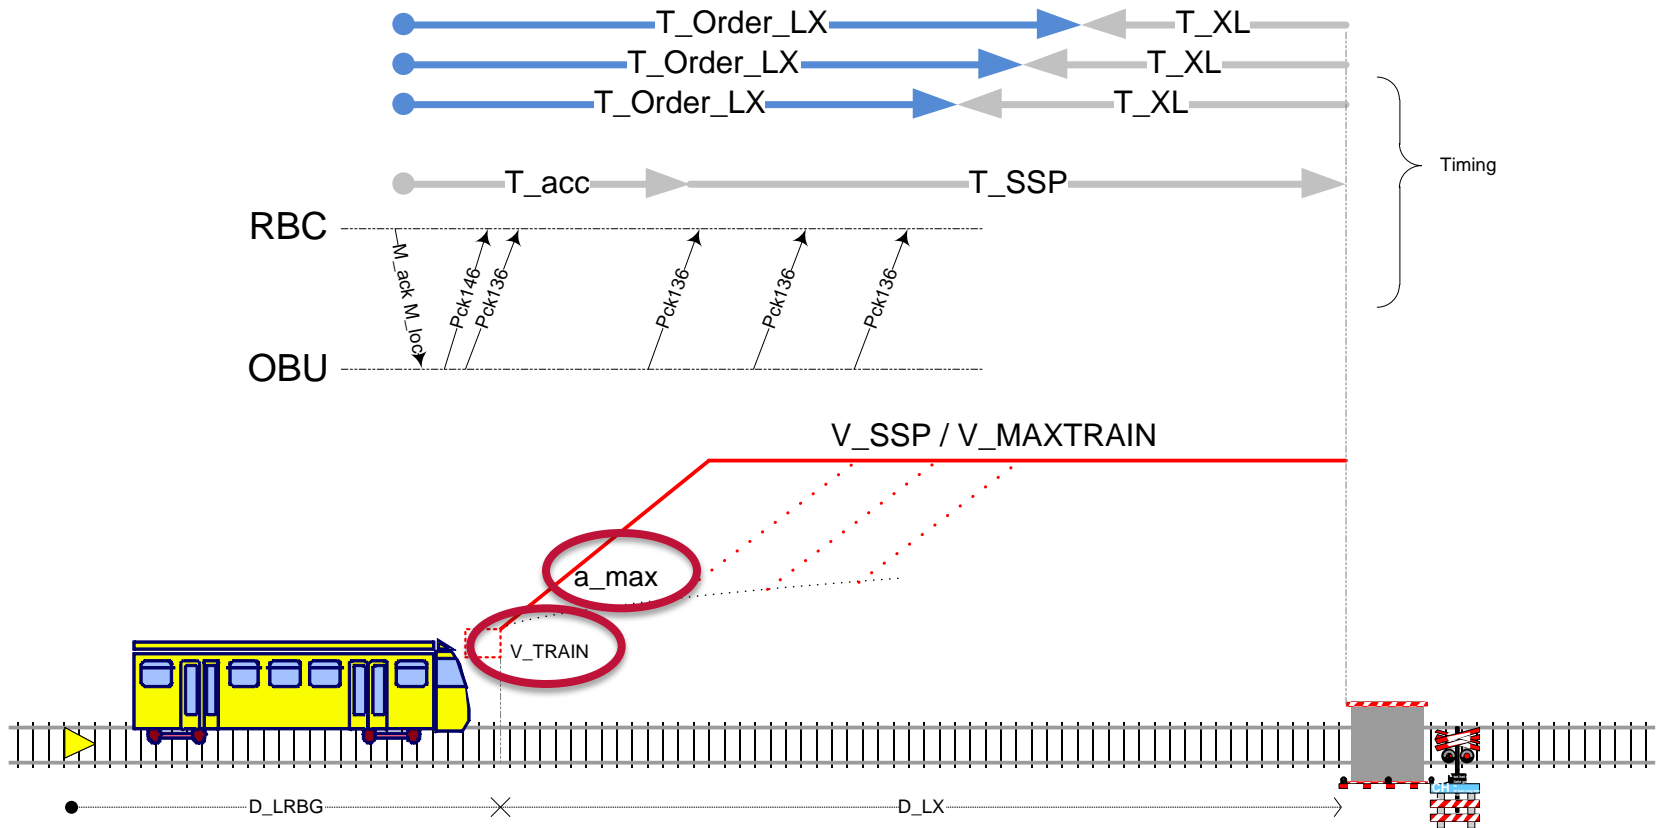 T_Order_LX T_XL
T_Order_LX T_XL
T_Order_LX T_XL
Timing
T_acc T_SSP
RBC
M_ack M_loc
Pck146
Pck136
Pck136
Pck136
Pck136
OBU
V_SSP / V_MAXTRAIN
a_max
V_TRAIN
CH
D_LRBG D_LX